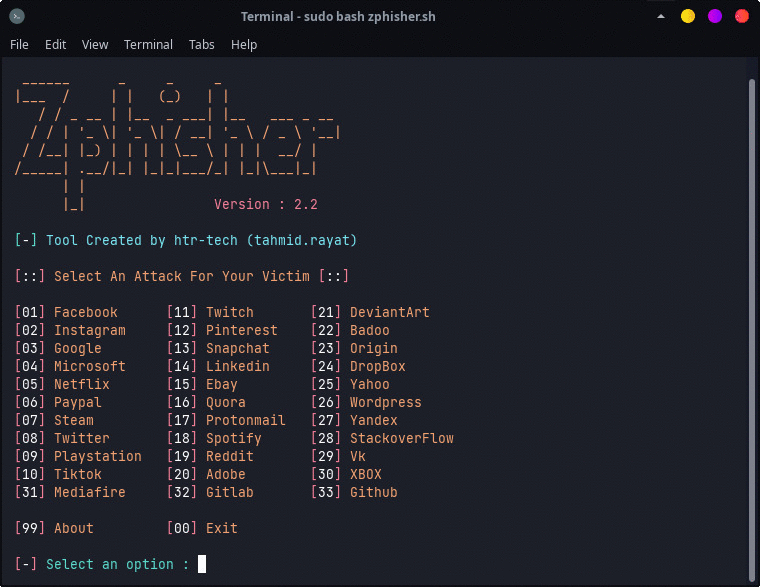 Terminal - sudo bash zphisher.sh
File Edit View Terminal Tabs Help
Zphisher
Version : 2.2
[-] Tool Created by htr-tech (tahmid.rayat)
[::] Select An Attack For Your Victim [::]
[01] Facebook [11] Twitch [21] DeviantArt
[02] Instagram [12] Pinterest [22] Badoo
[03] Google [13] Snapchat [23] Origin
[04] Microsoft [14] Linkedin [24] DropBox
[05] Netflix [15] Ebay [25] Yahoo
[06] Paypal [16] Quora [26] Wordpress
[07] Steam [17] Protonmail [27] Yandex
[08] Twitter [18] Spotify [28] StackoverFlow
[09] Playstation [19] Reddit [29] Vk
[10] Tiktok [20] Adobe [30] XBOX
[31] Mediafire [32] Gitlab [33] Github
[99] About [00] Exit
[-] Select an option :